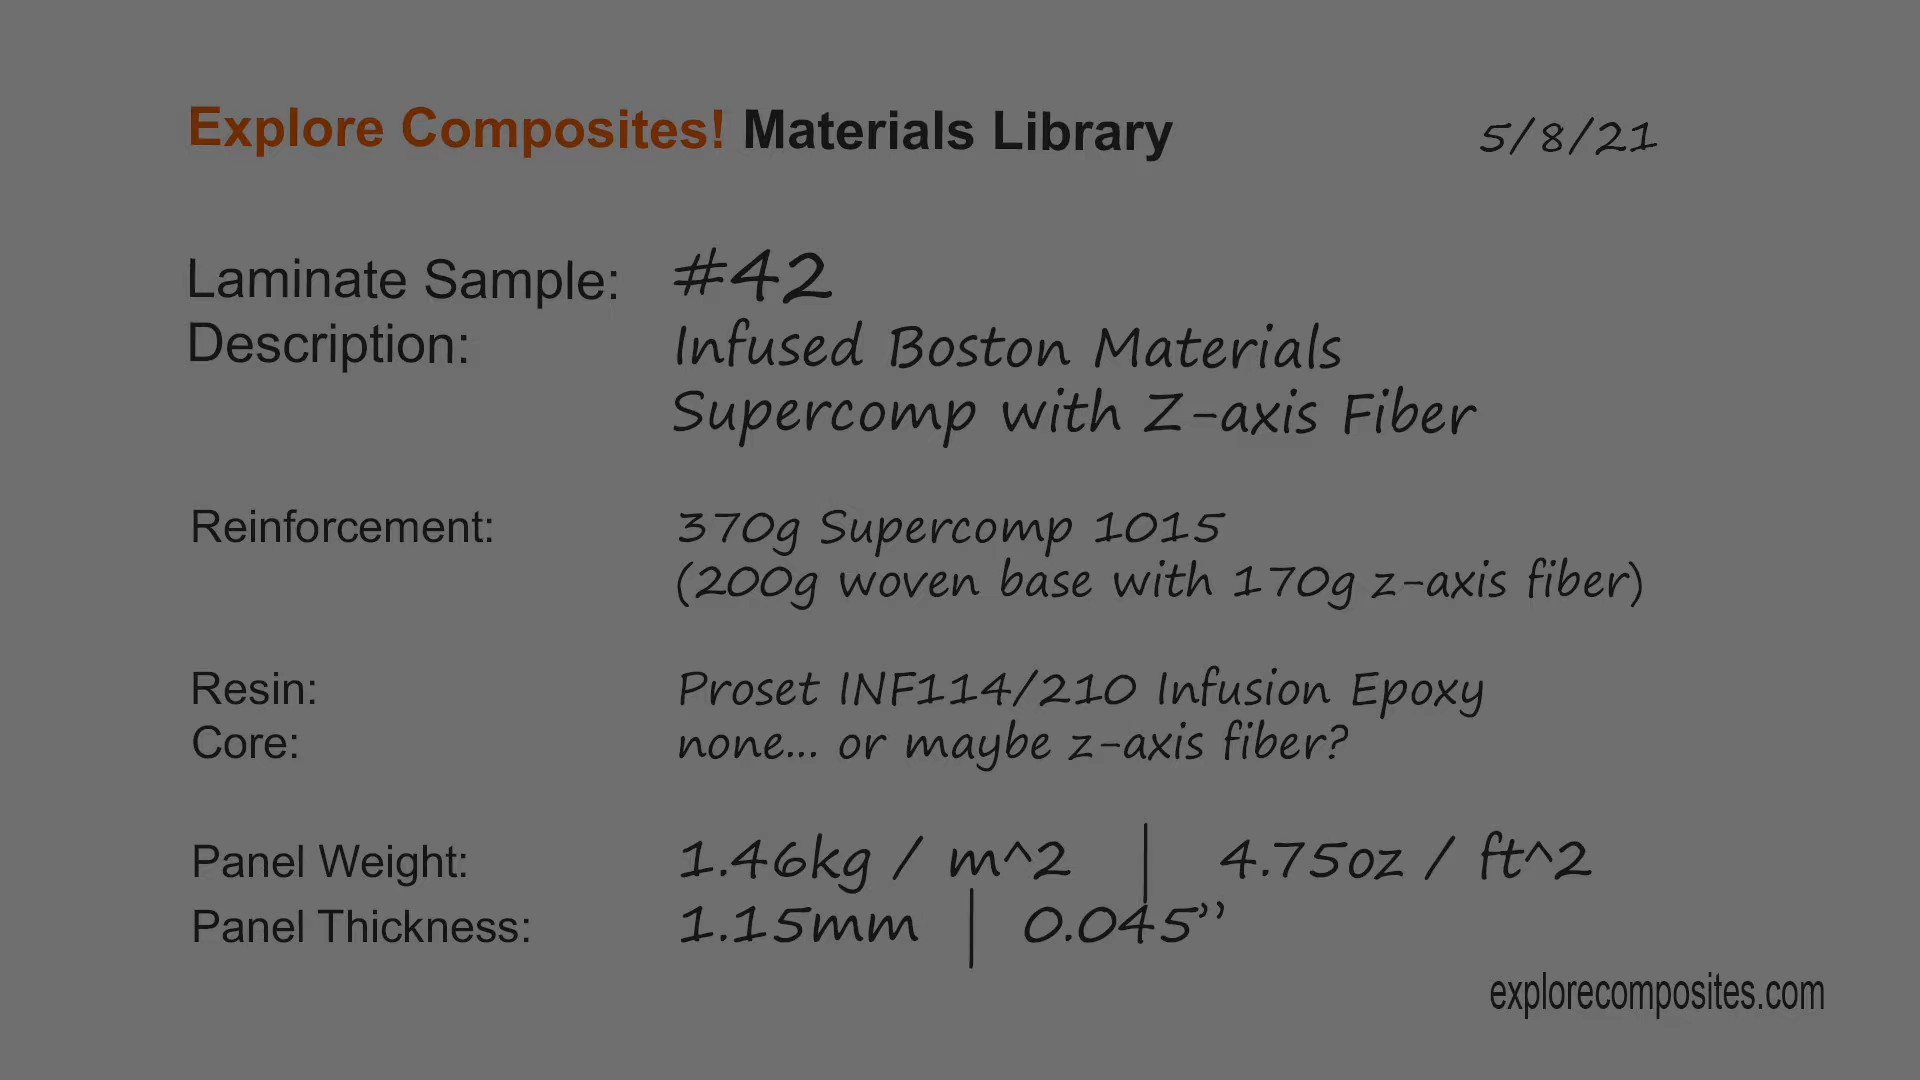 Explore Composites! Materials Library 5/8/21
Laminate Sample: #42
Description: Infused Boston Materials
Supercomp with Z-axis Fiber
Reinforcement: 370g Supercomp 1015
(200g woven base with 170g z-axis fiber)
Resin: Proset INF114/210 Infusion Epoxy
Core: none... or maybe z-axis fiber?
Panel Weight: 1.46kg / m^2 | 4.75oz / ft^2
Panel Thickness: 1.15mm | 0.045”
explorecomposites.com